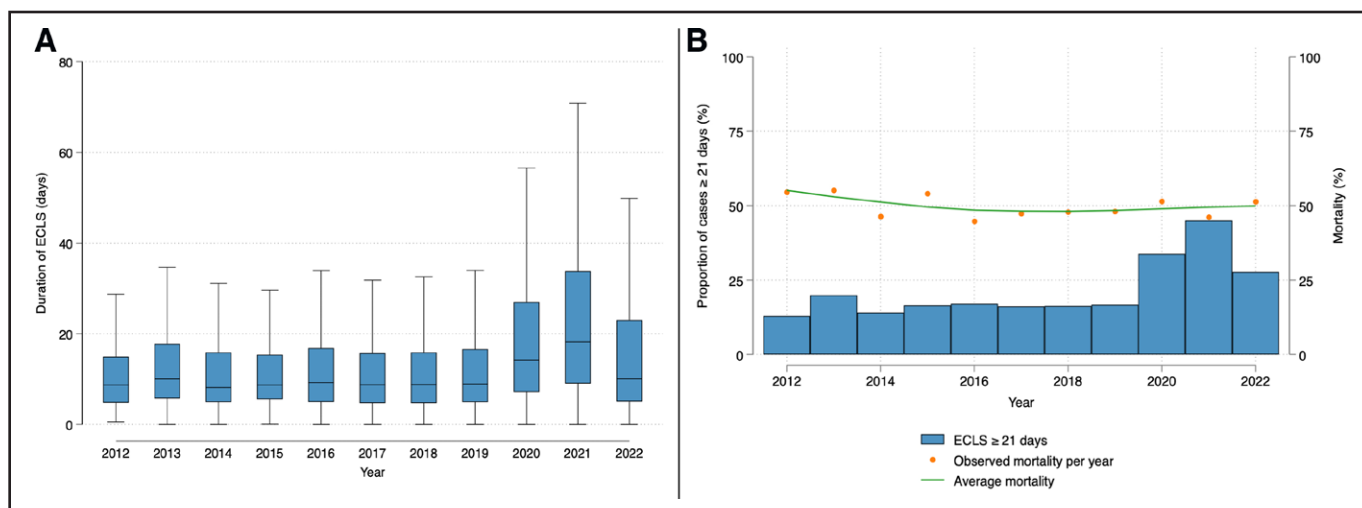 A
80
60
40
20
0
Duration of ECLS (days)
2012 2013 2014 2015 2016 2017 2018 2019 2020 2021 2022
Year
B
100
75
50
25
0
Proportion of cases ≥ 21 days (%)
100
75
50
25
0
Mortality (%)
2012 2014 2016 2018 2020 2022
Year
ECLS ≥ 21 days
Observed mortality per year
Average mortality